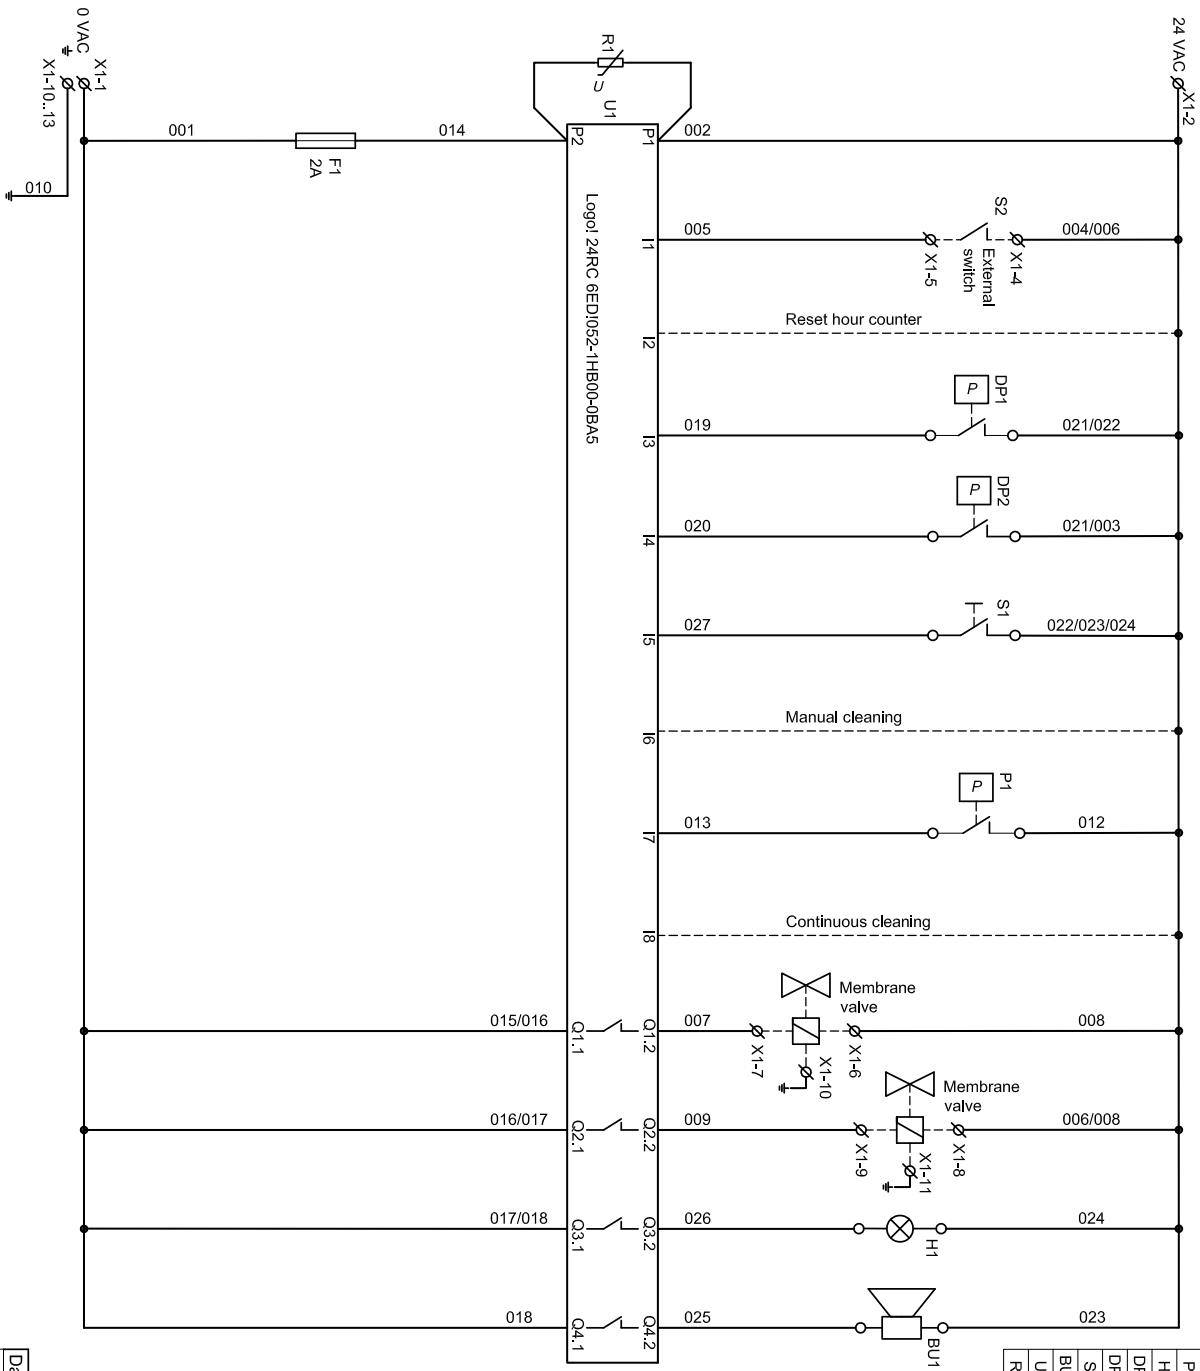 0 VAC
X1-1
X1-10..13
24 VAC
X1-2
R1
U
U1
P2
P1
001
014
002
F1
2A
010
Logo! 24RC 6ED!052-1HB00-0BA5
I1
005
S2
External
switch
X1-5
X1-4
004/006
I2
Reset hour counter
I3
019
DP1
P
021/022
I4
020
DP2
P
021/003
I5
027
S1
022/023/024
I6
Manual cleaning
I7
013
P1
P
012
I8
Continuous cleaning
Membrane
valve
015/016
Q1.1
Q1.2
007
X1-7
X1-10
X1-6
008
Membrane
valve
016/017
Q2.1
Q2.2
009
X1-9
X1-11
X1-8
006/008
017/018
Q3.1
Q3.2
026
H1
024
018
Q4.1
Q4.2
025
BU1
023